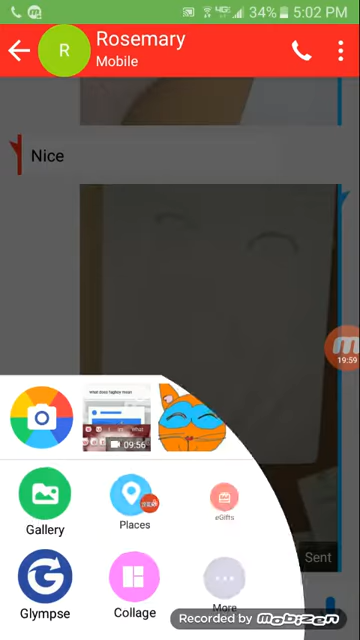 34% 5:02 PM
R
Rosemary
Mobile
Nice
19:59
09:56
Gallery
Places
eGifts
Glympse
Collage
More
Sent
Recorded by Mobizen